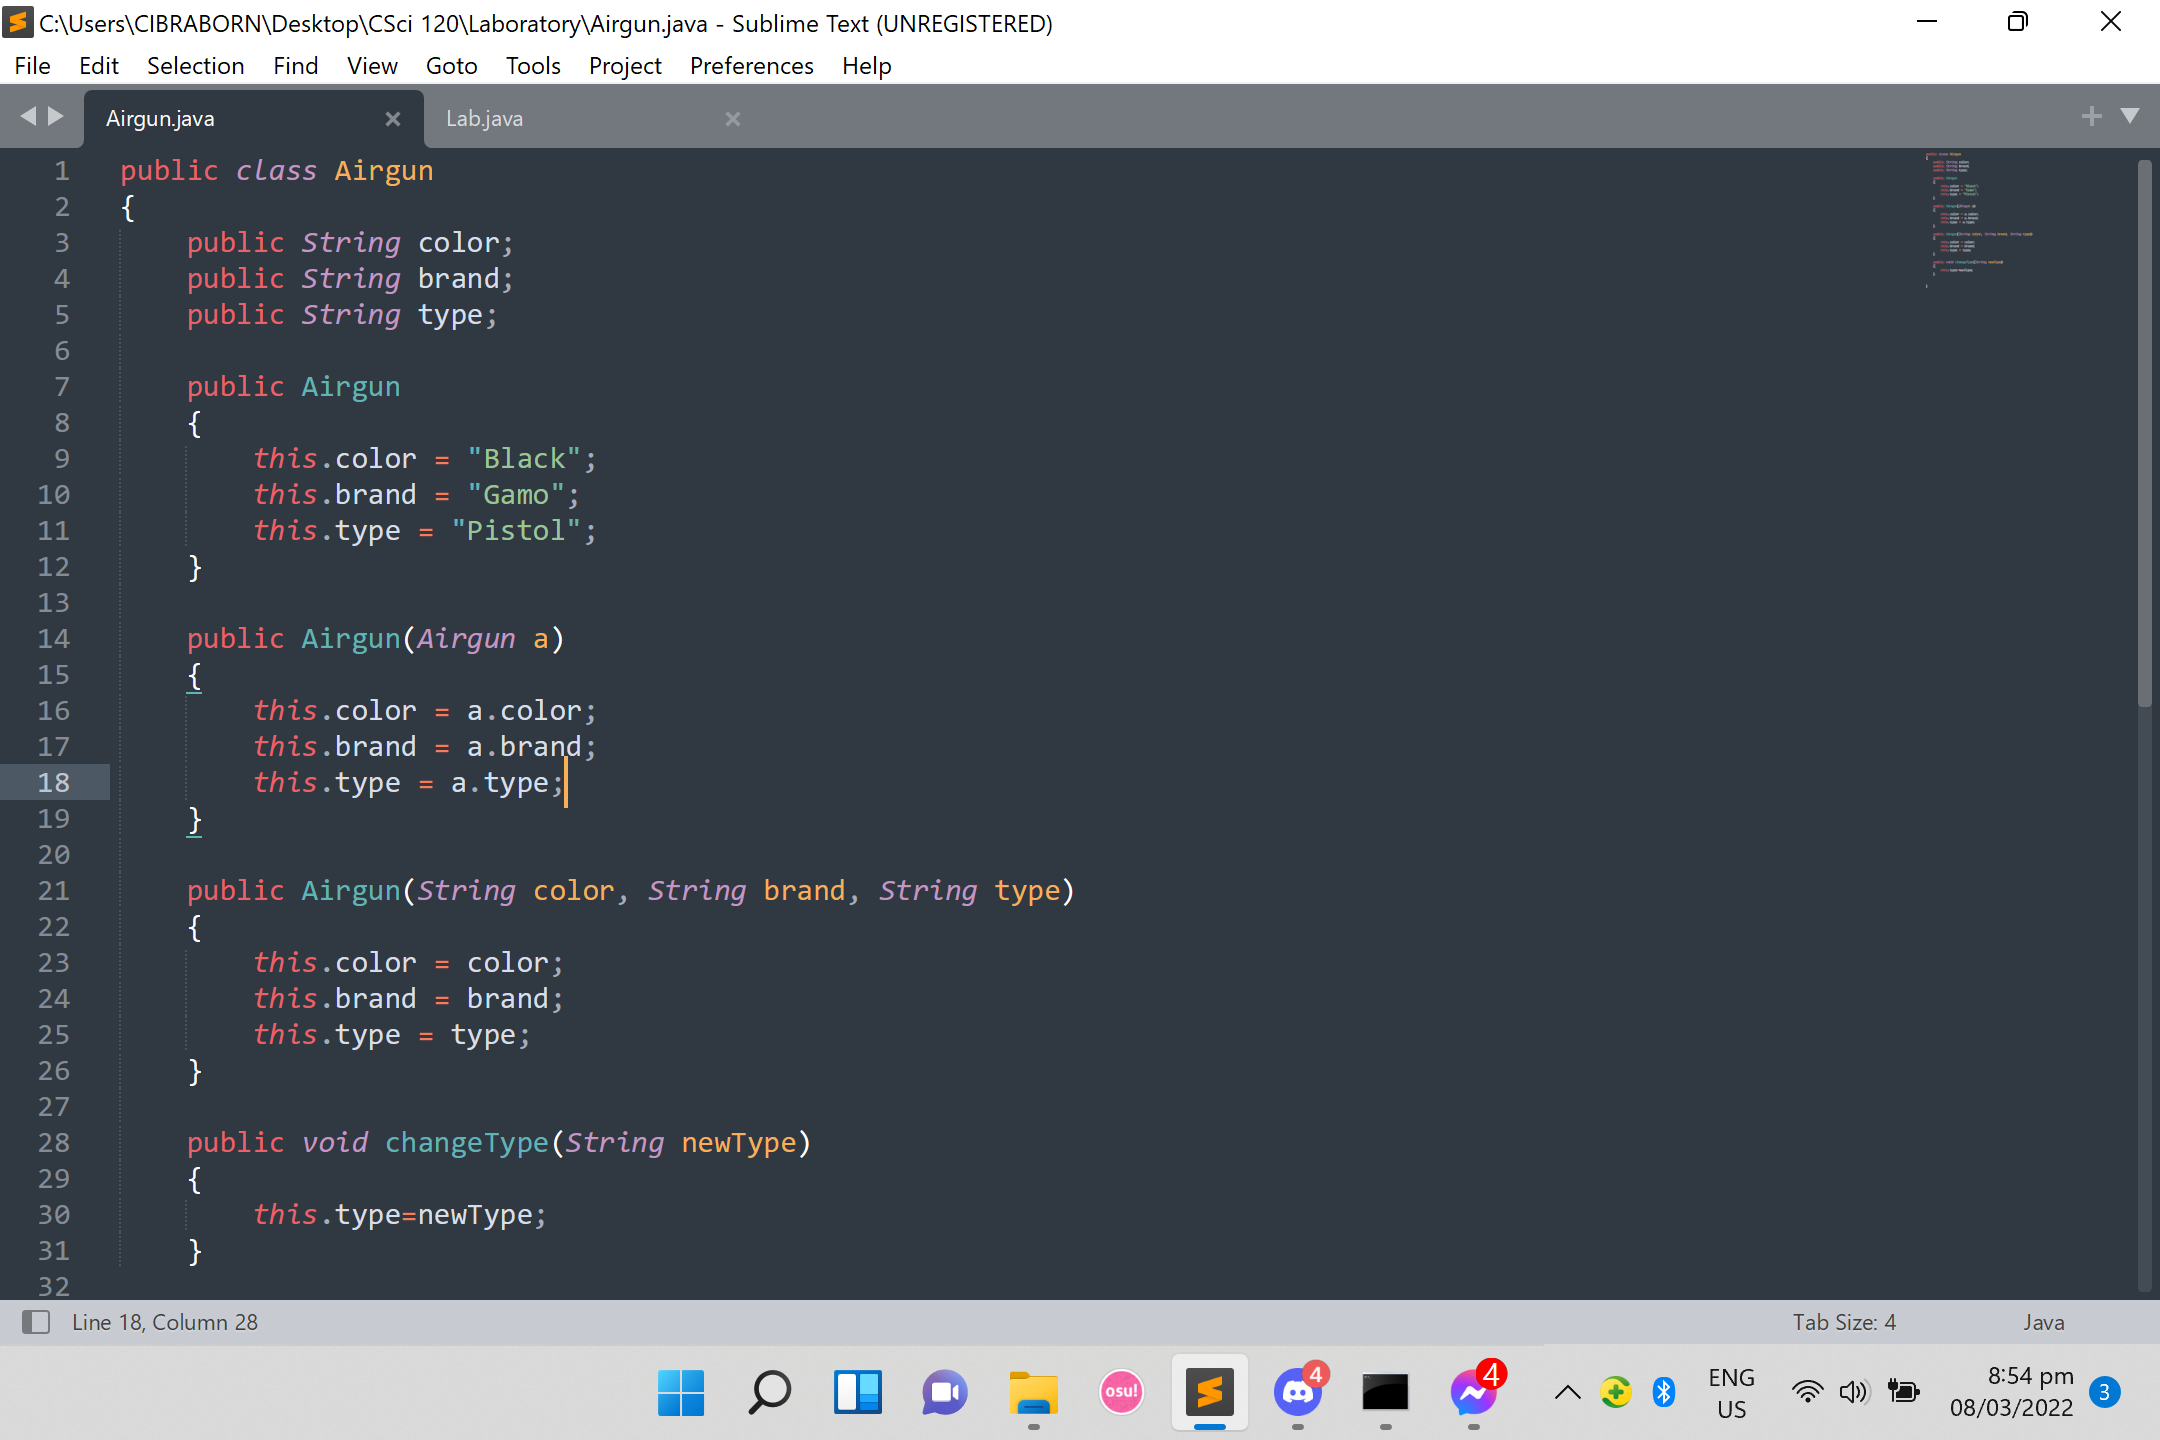 C:\Users\CIBRABORN\Desktop\CSci 120\Laboratory\Airgun.java - Sublime Text (UNREGISTERED)
File Edit Selection Find View Goto Tools Project Preferences Help
Airgun.java Lab.java
1 public class Airgun
2 {
3 public String color;
4 public String brand;
5 public String type;
6
7 public Airgun
8 {
9 this.color = "Black";
10 this.brand = "Gamo";
11 this.type = "Pistol";
12 }
13
14 public Airgun(Airgun a)
15 {
16 this.color = a.color;
17 this.brand = a.brand;
18 this.type = a.type;
19 }
20
21 public Airgun(String color, String brand, String type)
22 {
23 this.color = color;
24 this.brand = brand;
25 this.type = type;
26 }
27
28 public void changeType(String newType)
29 {
30 this.type=newType;
31 }
32
Line 18, Column 28 Tab Size: 4 Java
osu! 4 4 ENG US 8:54 pm 08/03/2022 3